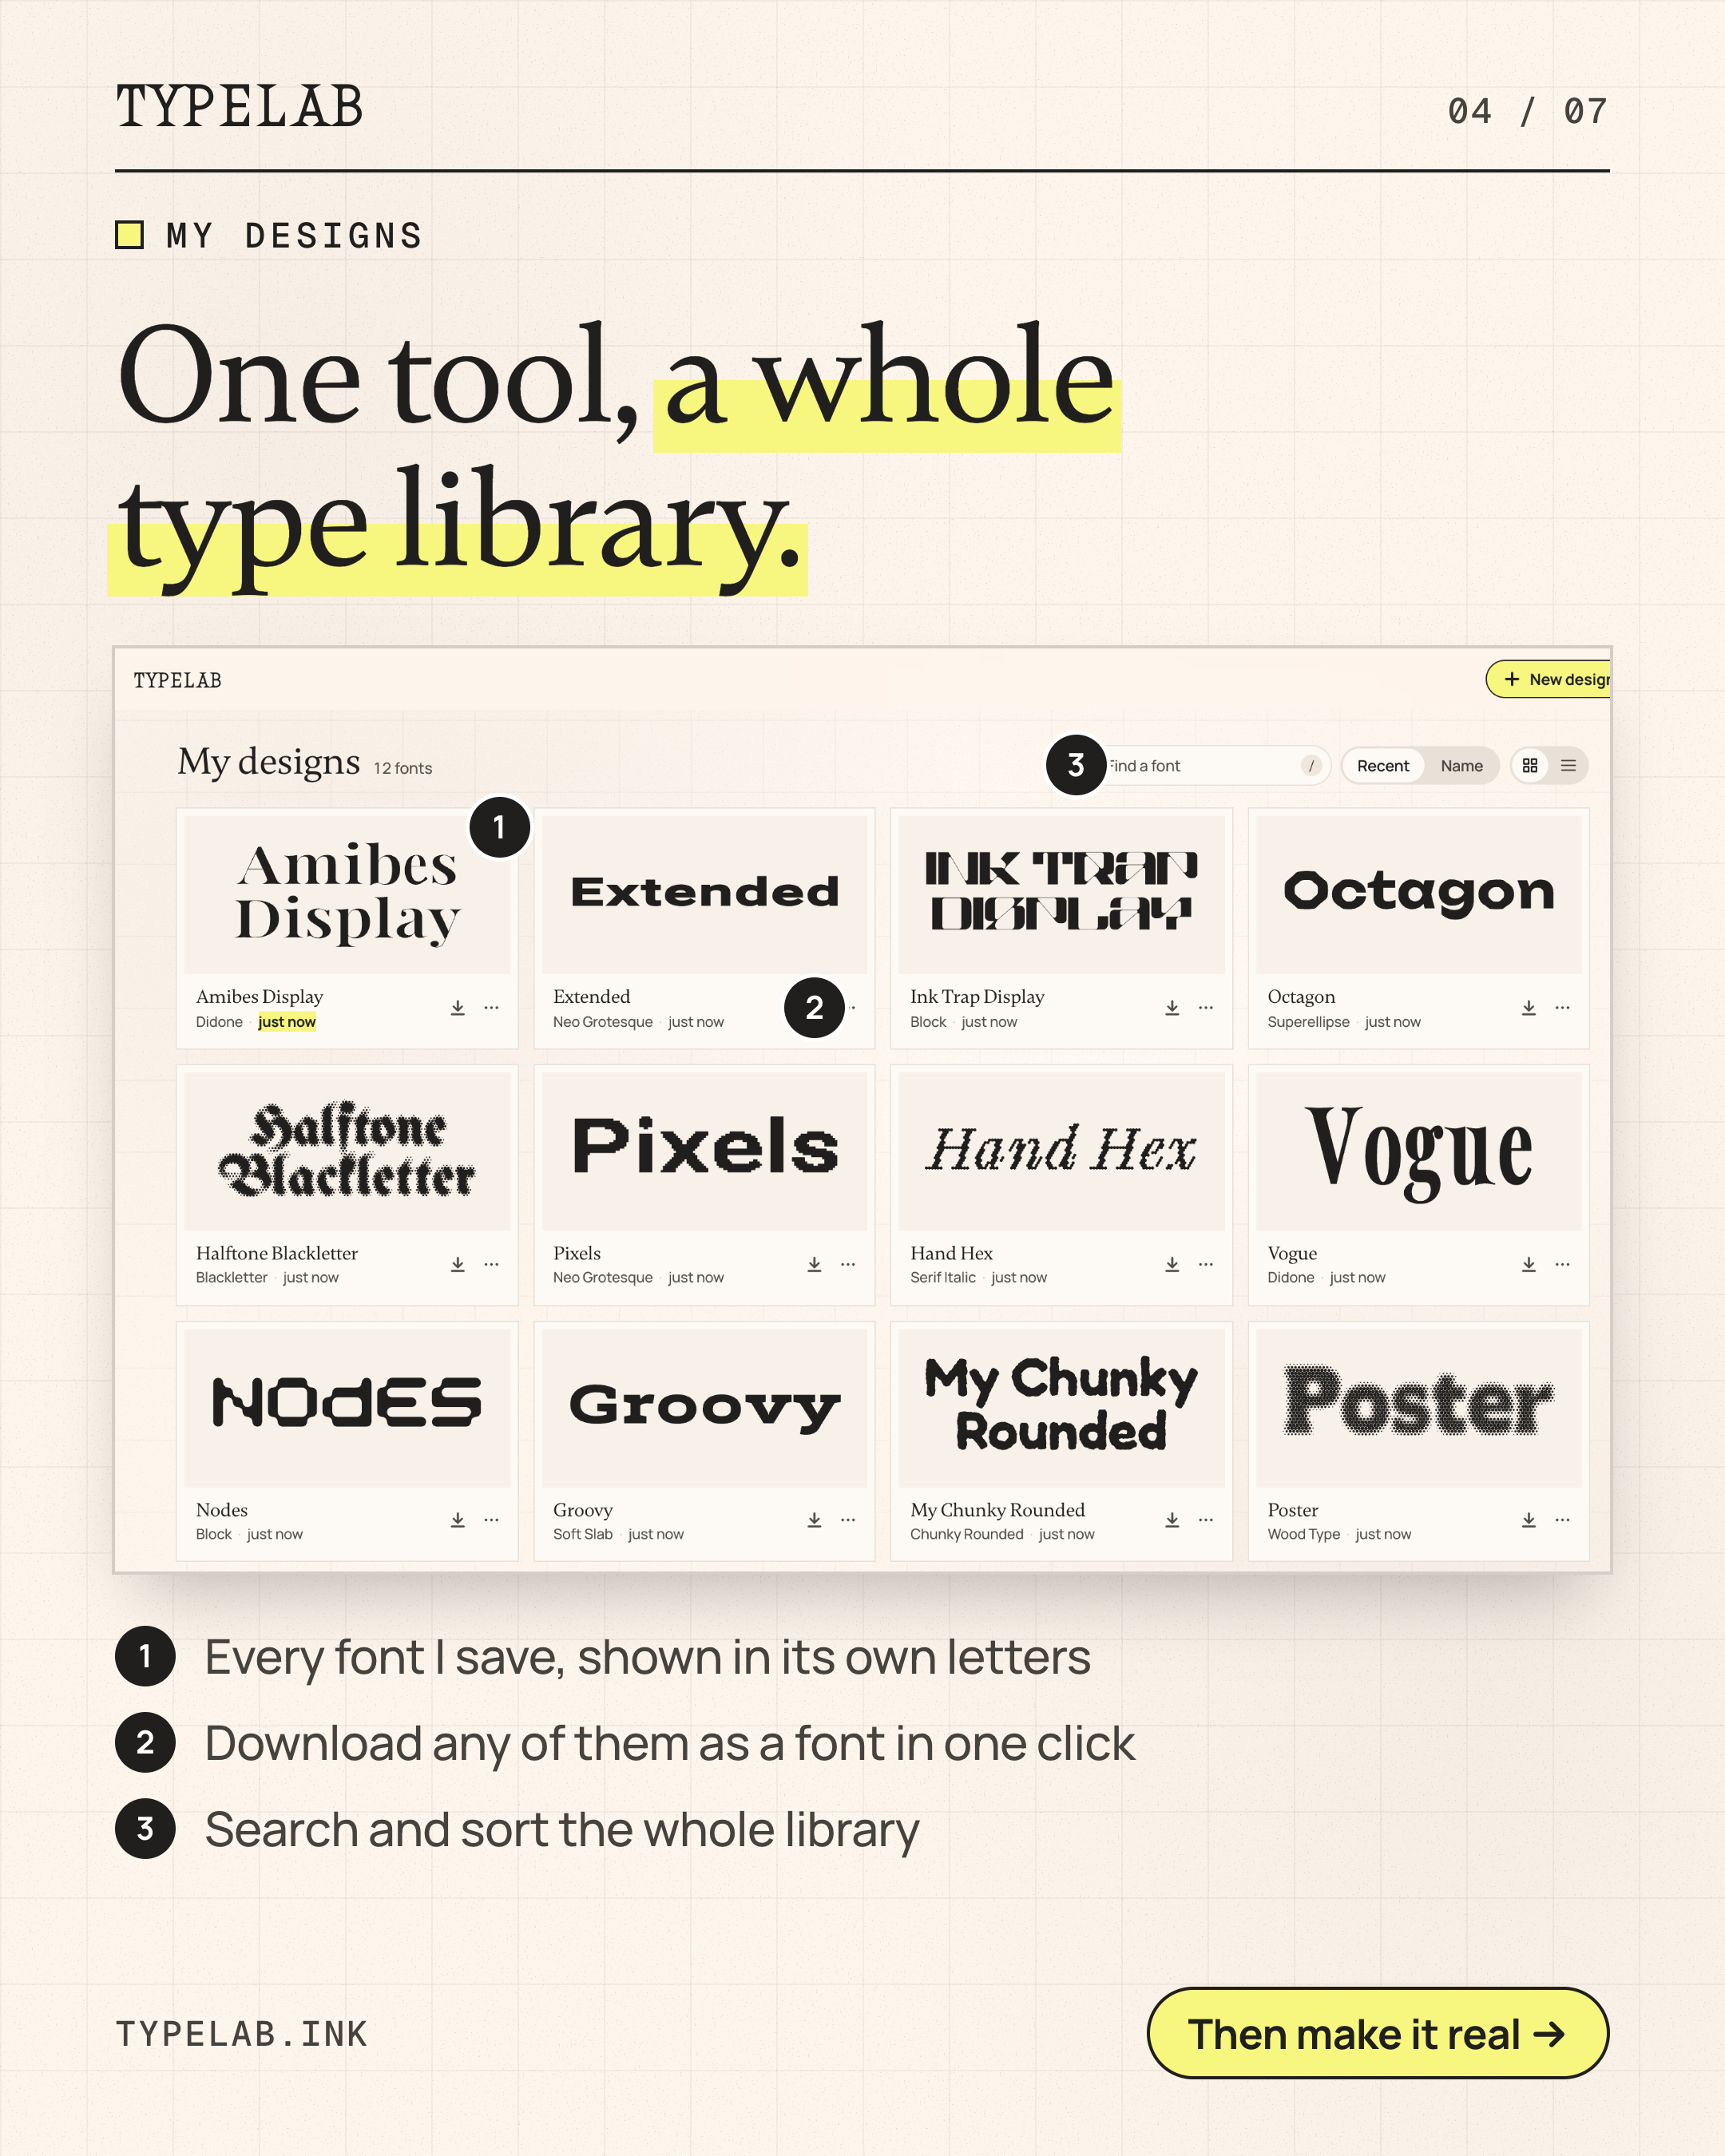 TYPELAB
04 / 07
MY DESIGNS
One tool, a whole
type library.
TYPELAB
+ New design
My designs 12 fonts
3 Find a font /
Recent Name
1
Amibes
Display
Extended
INK TRAP
DISPLAY
Octagon
Amibes Display
Didone · just now
Extended
Neo Grotesque · just now
2
Ink Trap Display
Block · just now
Octagon
Superellipse · just now
Halftone
Blackletter
Pixels
Hand Hex
Vogue
Halftone Blackletter
Blackletter · just now
Pixels
Neo Grotesque · just now
Hand Hex
Serif Italic · just now
Vogue
Didone · just now
NOdES
Groovy
My Chunky
Rounded
Poster
Nodes
Block · just now
Groovy
Soft Slab · just now
My Chunky Rounded
Chunky Rounded · just now
Poster
Wood Type · just now
1 Every font I save, shown in its own letters
2 Download any of them as a font in one click
3 Search and sort the whole library
TYPELAB.INK
Then make it real →